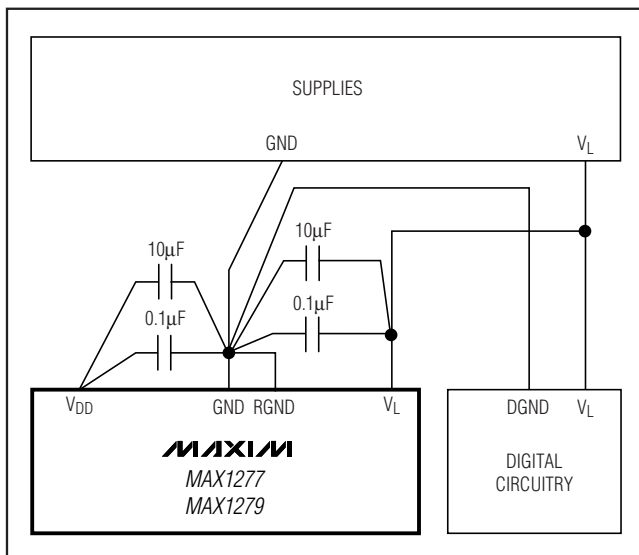 SUPPLIES
GND V_L
10µF 10µF
0.1µF 0.1µF
V_DD GND RGND V_L DGND V_L
MAXIM
MAX1277
MAX1279
DIGITAL
CIRCUITRY